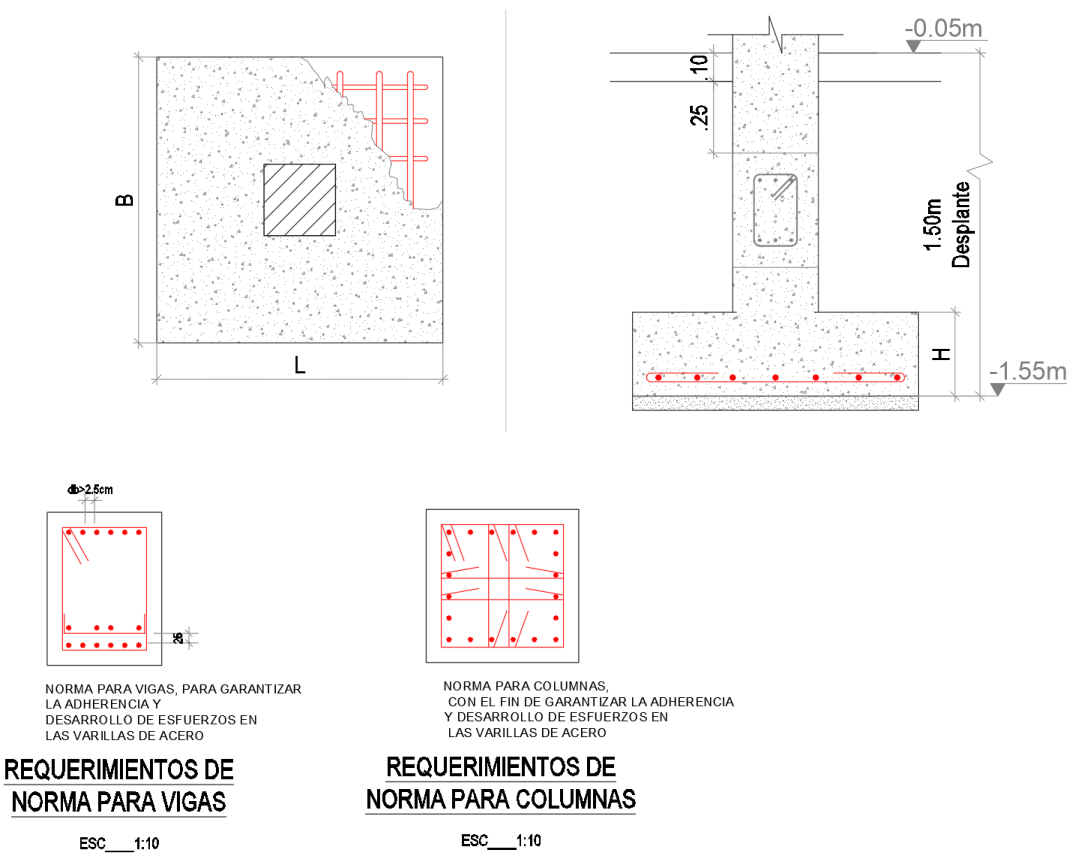 B
L
-0.05m
.10
.25
1.50m
Desplante
H
-1.55m
db>2.5cm
25
NORMA PARA VIGAS, PARA GARANTIZAR
LA ADHERENCIA Y
DESARROLLO DE ESFUERZOS EN
LAS VARILLAS DE ACERO
REQUERIMIENTOS DE
NORMA PARA VIGAS
ESC___1:10
NORMA PARA COLUMNAS,
CON EL FIN DE GARANTIZAR LA ADHERENCIA
Y DESARROLLO DE ESFUERZOS EN
LAS VARILLAS DE ACERO
REQUERIMIENTOS DE
NORMA PARA COLUMNAS
ESC___1:10